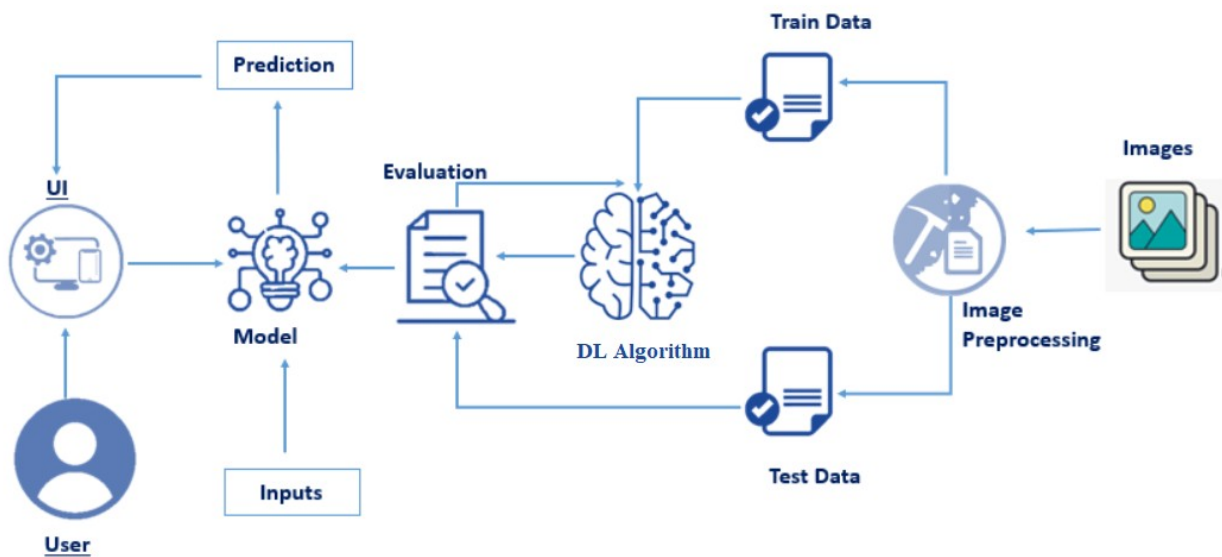 Train Data
Prediction
Images
Evaluation
UI
Model
Image
Preprocessing
DL Algorithm
Test Data
Inputs
User